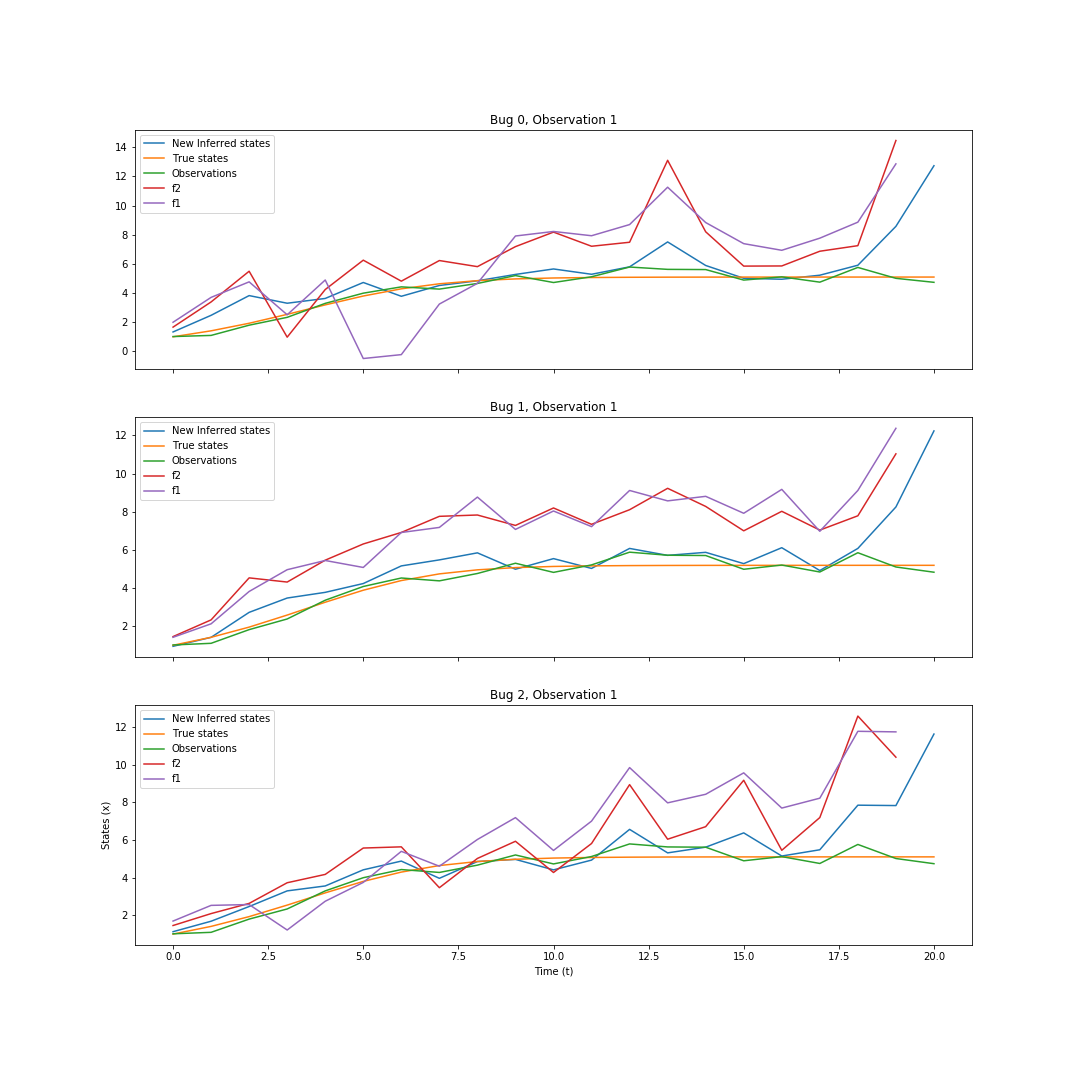 Bug 0, Observation 1
New Inferred states
True states
Observations
f2
f1
14
12
10
8
6
4
2
0
Bug 1, Observation 1
New Inferred states
True states
Observations
f2
f1
12
10
8
6
4
2
Bug 2, Observation 1
New Inferred states
True states
Observations
f2
f1
12
10
8
6
4
2
States (x)
0.0 2.5 5.0 7.5 10.0 12.5 15.0 17.5 20.0
Time (t)